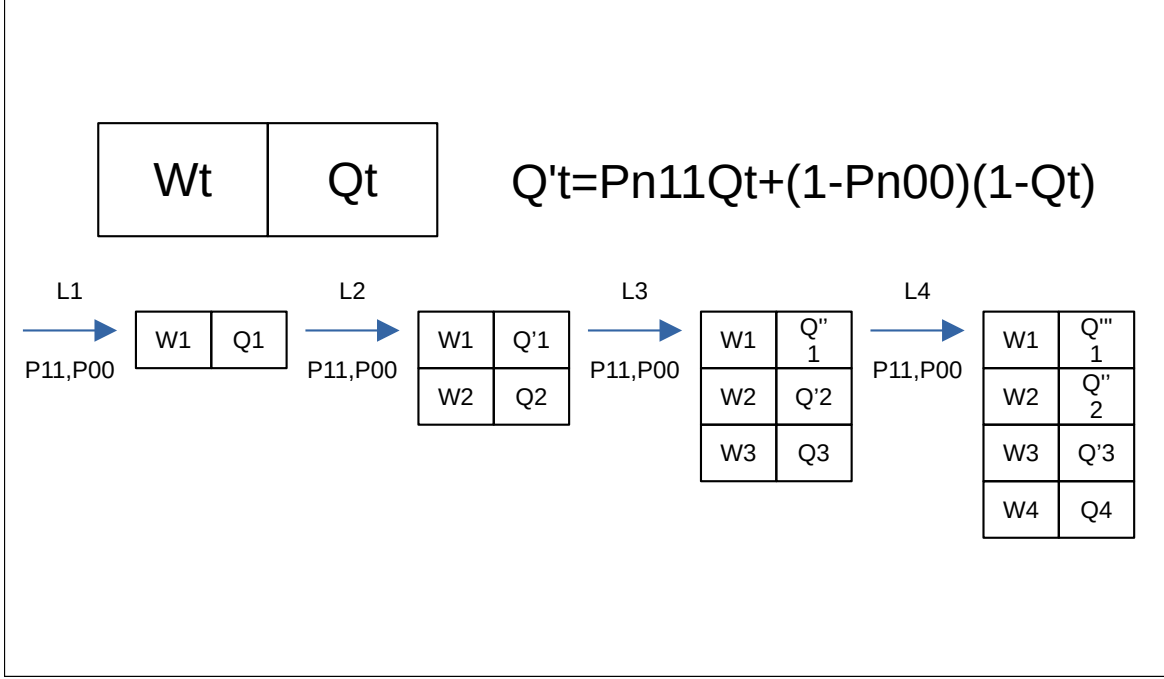 Wt Qt Q't=Pn11Qt+(1-Pn00)(1-Qt)
L1 L2 L3 L4
W1 Q1 W1 Q’1 W1 Q’’ 1 W1 Q''' 1
P11,P00 P11,P00 P11,P00 P11,P00
W2 Q2 W2 Q’2 W2 Q’’ 2
W3 Q3 W3 Q’3
W4 Q4